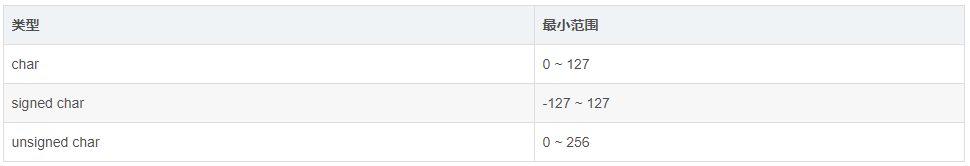 类型 最小范围
char 0 ~ 127
signed char -127 ~ 127
unsigned char 0 ~ 256